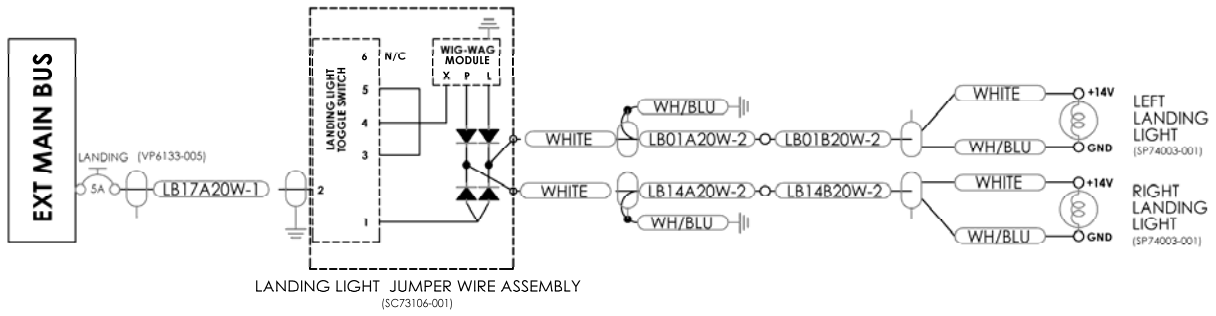 EXT MAIN BUS
LANDING (VP6133-005)
5A
LB17A20W-1
LANDING LIGHT
TOGGLE SWITCH
6 N/C
5
4
3
2
1
WIG-WAG
MODULE
X P L
WHITE
WH/BLU
LB01A20W-2
LB01B20W-2
WHITE
+14V
WH/BLU
GND
LEFT
LANDING
LIGHT
(SP74003-001)
WHITE
LB14A20W-2
LB14B20W-2
WH/BLU
WHITE
+14V
WH/BLU
GND
RIGHT
LANDING
LIGHT
(SP74003-001)
LANDING LIGHT JUMPER WIRE ASSEMBLY
(SC73106-001)